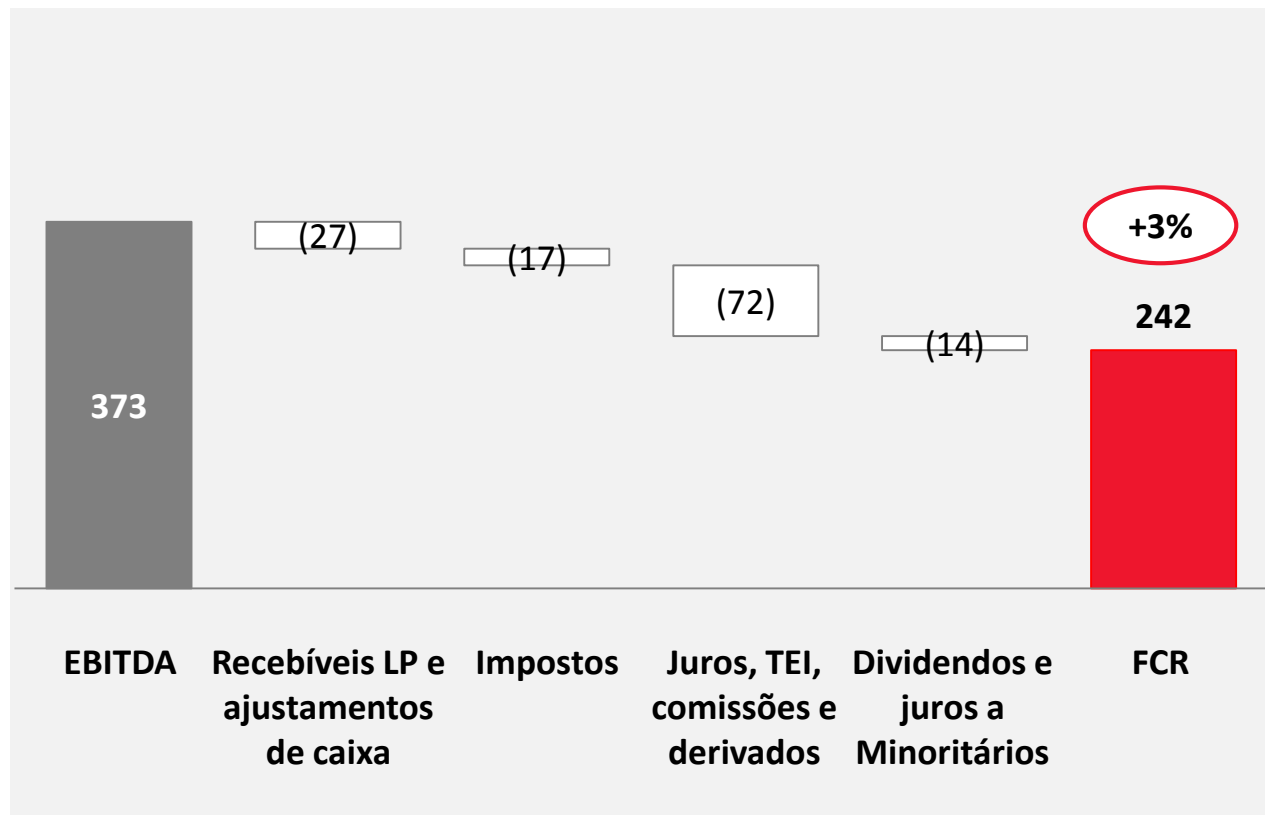 +3%
(27)
(17)
(72)
(14)
242
373
EBITDA
Recebíveis LP e
ajustamentos
de caixa
Impostos
Juros, TEI,
comissões e
derivados
Dividendos e
juros a
Minoritários
FCR